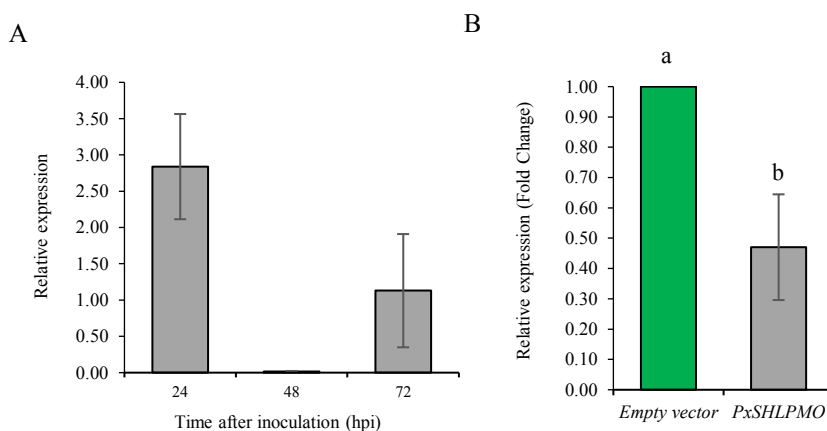 A
Relative expression
4.00
3.50
3.00
2.50
2.00
1.50
1.00
0.50
0.00
24 48 72
Time after inoculation (hpi)
B
Relative expression (Fold Change)
1.00
0.90
0.80
0.70
0.60
0.50
0.40
0.30
0.20
0.10
0.00
a
b
Empty vector PxSHLPMO